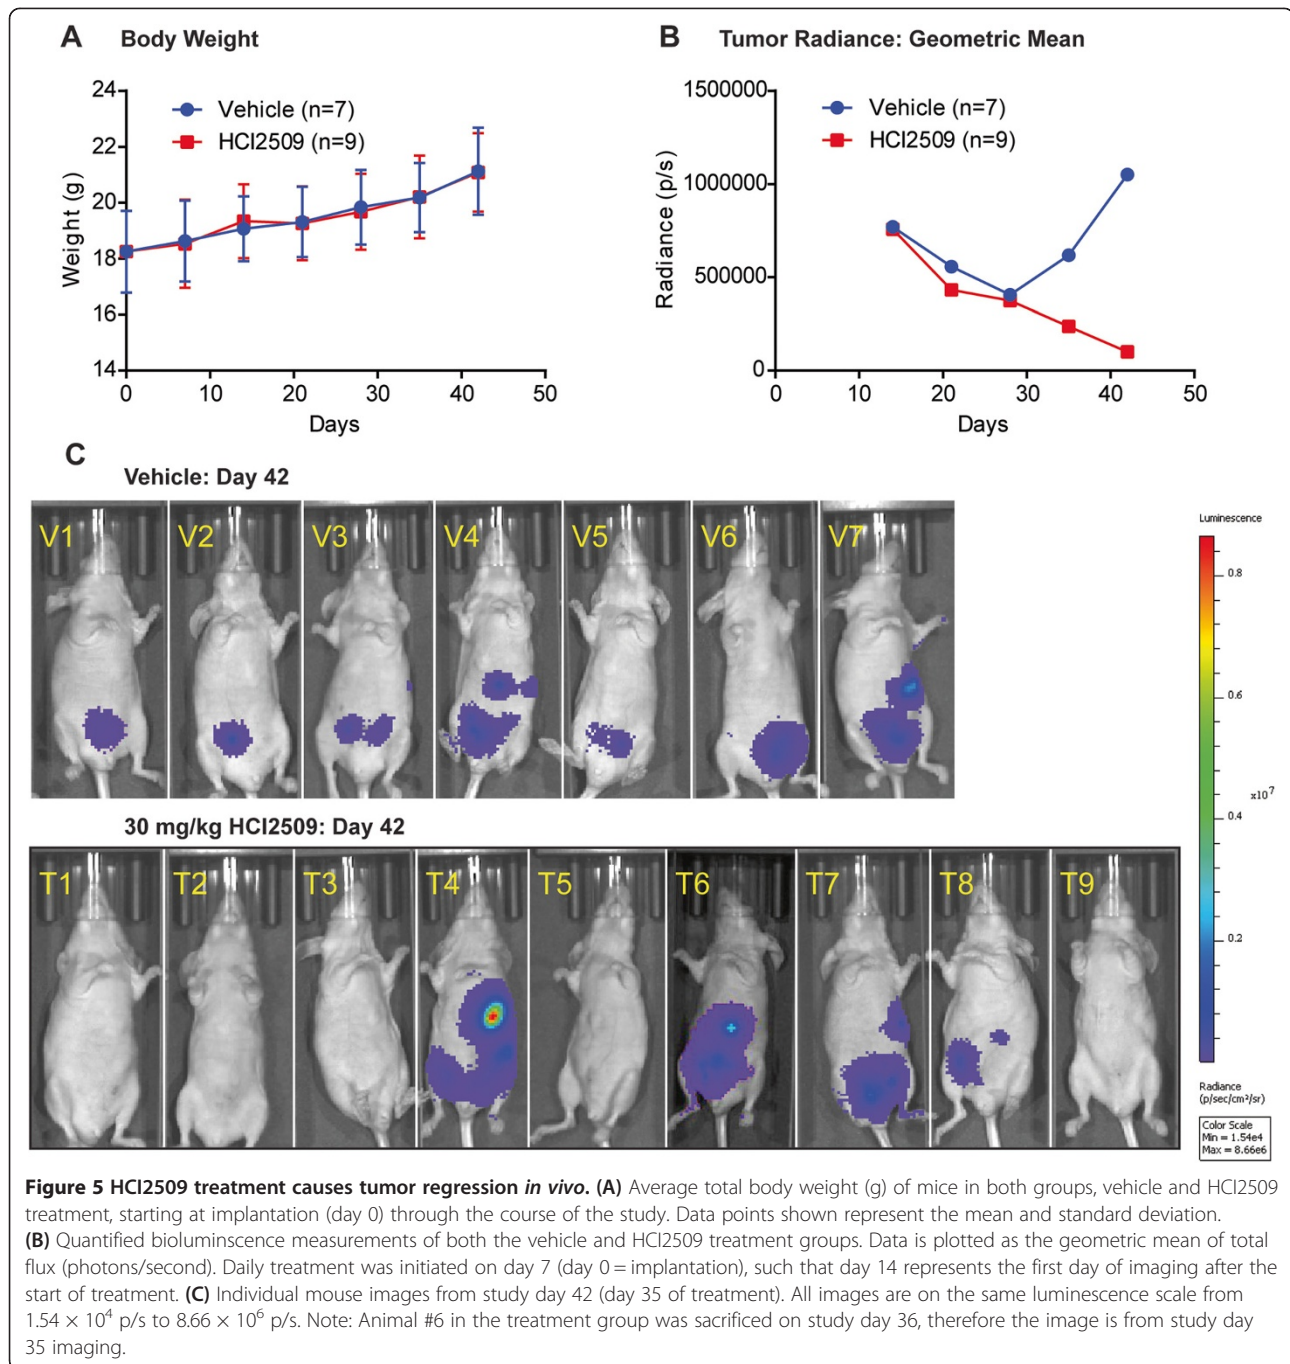 A Body Weight
24
22
20
18
16
14
Weight (g)
Vehicle (n=7)
HCI2509 (n=9)
0 10 20 30 40 50
Days
B Tumor Radiance: Geometric Mean
1500000
1000000
500000
0
Radiance (p/s)
Vehicle (n=7)
HCI2509 (n=9)
0 10 20 30 40 50
Days
C
Vehicle: Day 42
V1 V2 V3 V4 V5 V6 V7
30 mg/kg HCI2509: Day 42
T1 T2 T3 T4 T5 T6 T7 T8 T9
Luminescence
0.8
0.6
0.4
x10⁷
0.2
Radiance
(p/sec/cm²/sr)
Color Scale
Min = 1.54e4
Max = 8.66e6
Figure 5 HCI2509 treatment causes tumor regression in vivo. (A) Average total body weight (g) of mice in both groups, vehicle and HCI2509
treatment, starting at implantation (day 0) through the course of the study. Data points shown represent the mean and standard deviation.
(B) Quantified bioluminscence measurements of both the vehicle and HCI2509 treatment groups. Data is plotted as the geometric mean of total
flux (photons/second). Daily treatment was initiated on day 7 (day 0 = implantation), such that day 14 represents the first day of imaging after the
start of treatment. (C) Individual mouse images from study day 42 (day 35 of treatment). All images are on the same luminescence scale from
1.54 × 10⁴ p/s to 8.66 × 10⁶ p/s. Note: Animal #6 in the treatment group was sacrificed on study day 36, therefore the image is from study day
35 imaging.